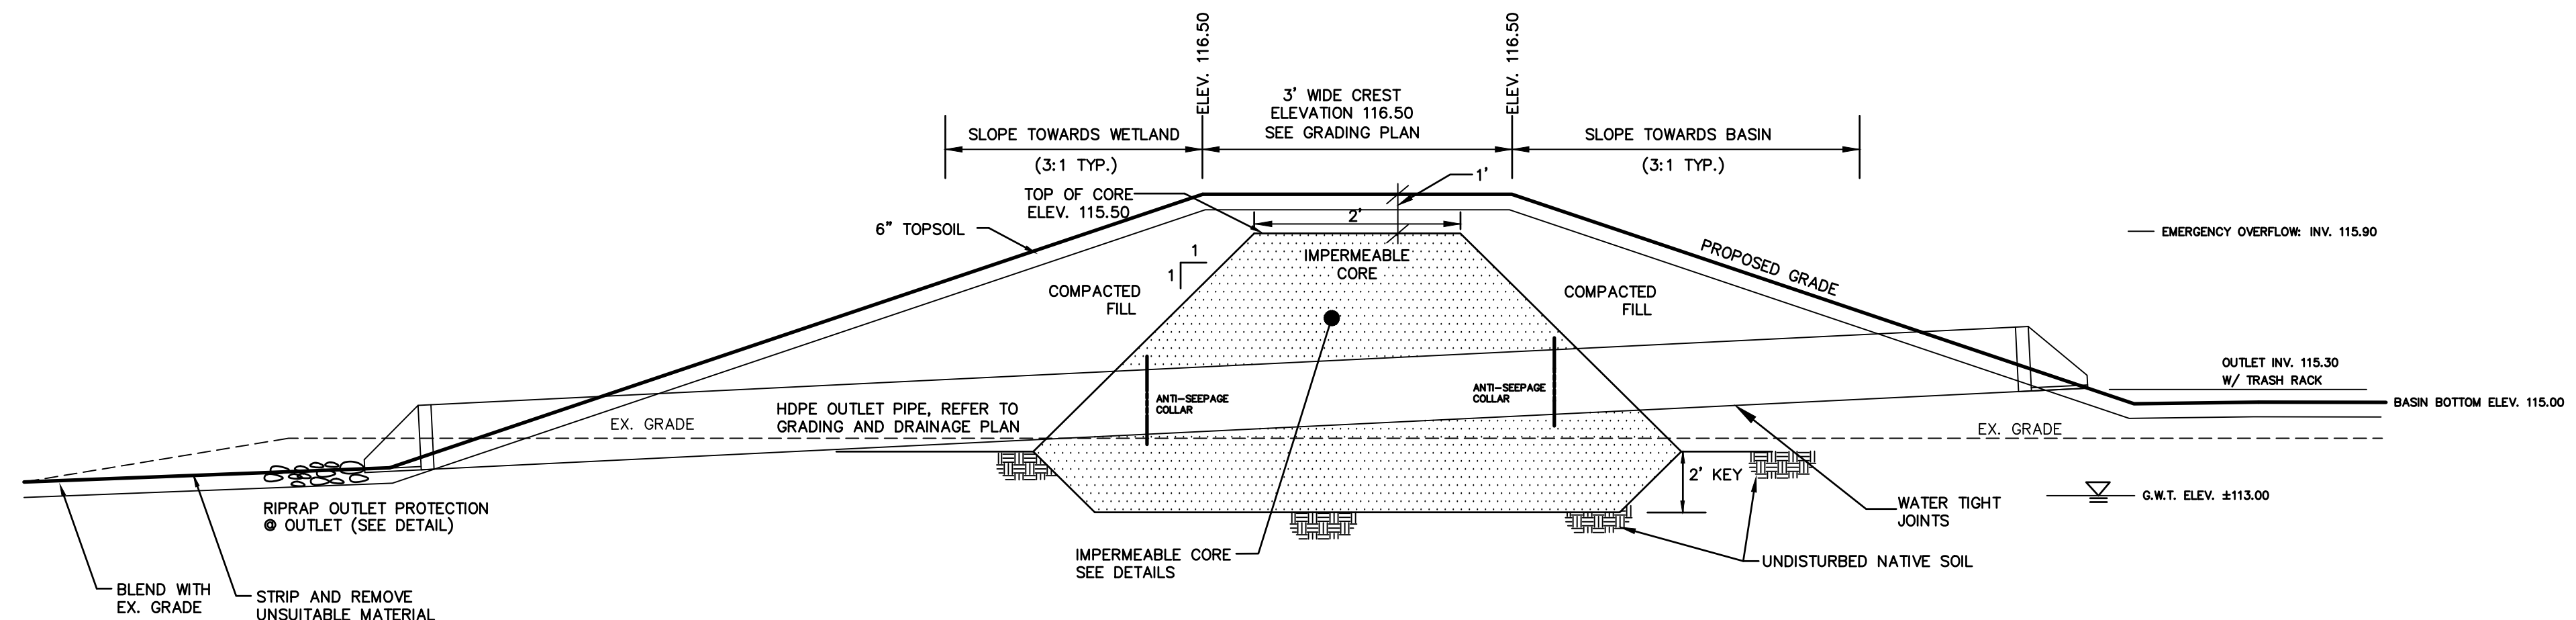 ELEV. 116.50
ELEV. 116.50
3' WIDE CREST
ELEVATION 116.50
SEE GRADING PLAN
SLOPE TOWARDS WETLAND
(3:1 TYP.)
SLOPE TOWARDS BASIN
(3:1 TYP.)
1'
TOP OF CORE
ELEV. 115.50
2'
6" TOPSOIL
IMPERMEABLE
CORE
1
1
COMPACTED
FILL
COMPACTED
FILL
PROPOSED GRADE
EMERGENCY OVERFLOW: INV. 115.90
OUTLET INV. 115.30
W/ TRASH RACK
BASIN BOTTOM ELEV. 115.00
ANTI-SEEPAGE
COLLAR
ANTI-SEEPAGE
COLLAR
HDPE OUTLET PIPE, REFER TO
GRADING AND DRAINAGE PLAN
EX. GRADE
EX. GRADE
2' KEY
G.W.T. ELEV. ±113.00
RIPRAP OUTLET PROTECTION
@ OUTLET (SEE DETAIL)
WATER TIGHT
JOINTS
IMPERMEABLE CORE
SEE DETAILS
UNDISTURBED NATIVE SOIL
BLEND WITH
EX. GRADE
STRIP AND REMOVE
UNSUITABLE MATERIAL